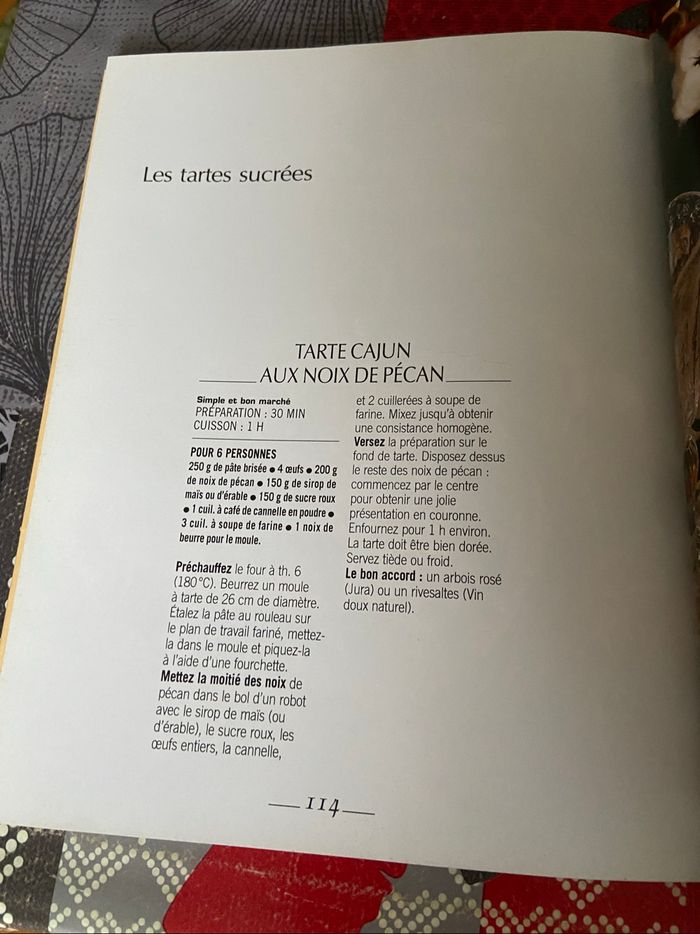 Les tartes sucrées
TARTE CAJUN
AUX NOIX DE PÉCAN
Simple et bon marché
PRÉPARATION : 30 MIN
CUISSON : 1 H
POUR 6 PERSONNES
250 g de pâte brisée ● 4 œufs ● 200 g
de noix de pécan ● 150 g de sirop de
maïs ou d'érable ● 150 g de sucre roux
● 1 cuil. à café de cannelle en poudre ●
3 cuil. à soupe de farine ● 1 noix de
beurre pour le moule.
Préchauffez le four à th. 6
(180°C). Beurrez un moule
à tarte de 26 cm de diamètre.
Étalez la pâte au rouleau sur
le plan de travail fariné, mettez-
la dans le moule et piquez-la
à l'aide d'une fourchette.
Mettez la moitié des noix de
pécan dans le bol d'un robot
avec le sirop de maïs (ou
d'érable), le sucre roux, les
œufs entiers, la cannelle,
et 2 cuillerées à soupe de
farine. Mixez jusqu'à obtenir
une consistance homogène.
Versez la préparation sur le
fond de tarte. Disposez dessus
le reste des noix de pécan :
commencez par le centre
pour obtenir une jolie
présentation en couronne.
Enfournez pour 1 h environ.
La tarte doit être bien dorée.
Servez tiède ou froid.
Le bon accord : un arbois rosé
(Jura) ou un rivesaltes (Vin
doux naturel).
114